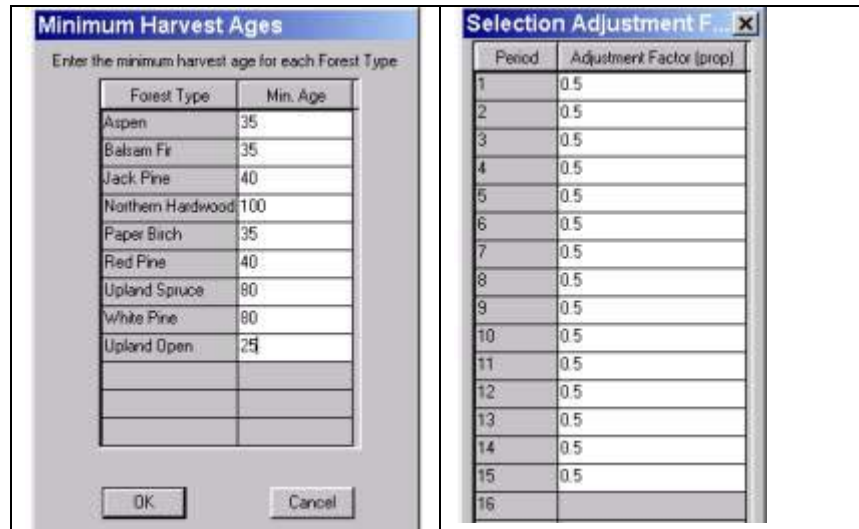 Minimum Harvest Ages
Enter the minimum harvest age for each Forest Type
Forest Type Min. Age
Aspen 35
Balsam Fir 35
Jack Pine 40
Northern Hardwood 100
Paper Birch 35
Red Pine 40
Upland Spruce 80
White Pine 80
Upland Open 25
OK Cancel
Selection Adjustment F...
Period Adjustment Factor (prop)
1 0.5
2 0.5
3 0.5
4 0.5
5 0.5
6 0.5
7 0.5
8 0.5
9 0.5
10 0.5
11 0.5
12 0.5
13 0.5
14 0.5
15 0.5
16